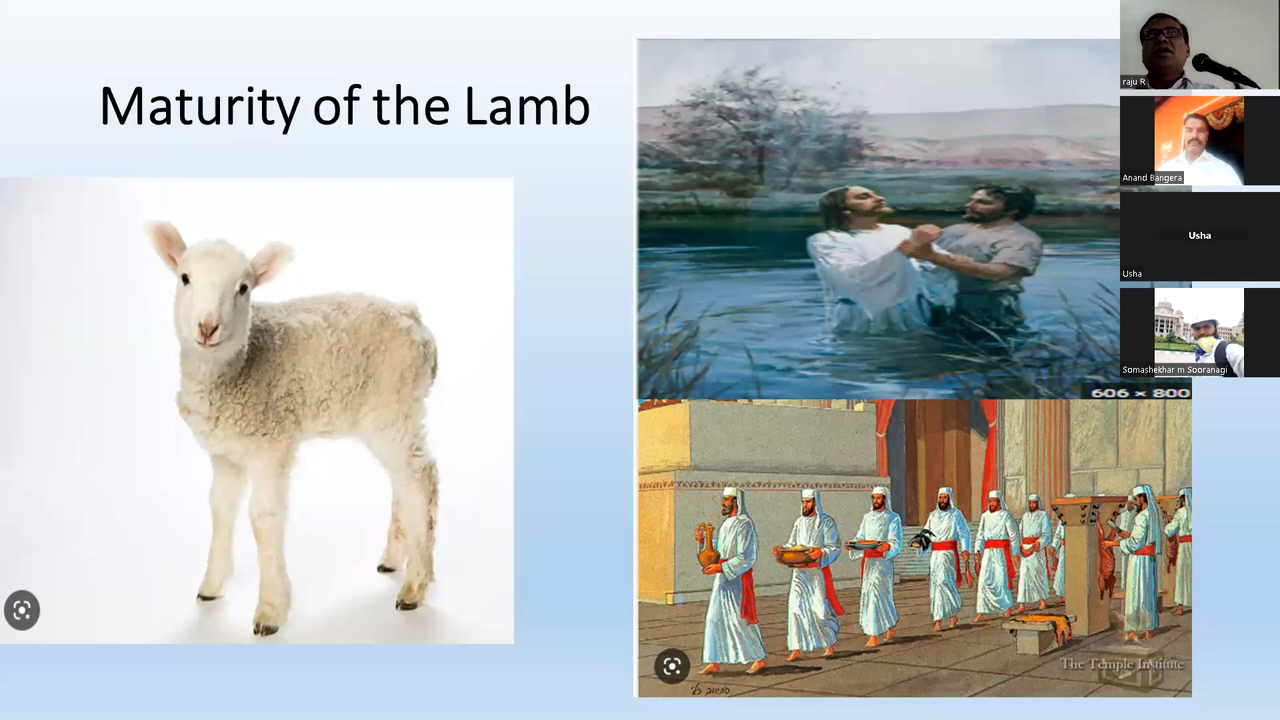 Maturity of the Lamb
606 × 800
The Temple Institute
raju R
Anand Bangera
Usha
Usha
Somashekhar m Sooranagi